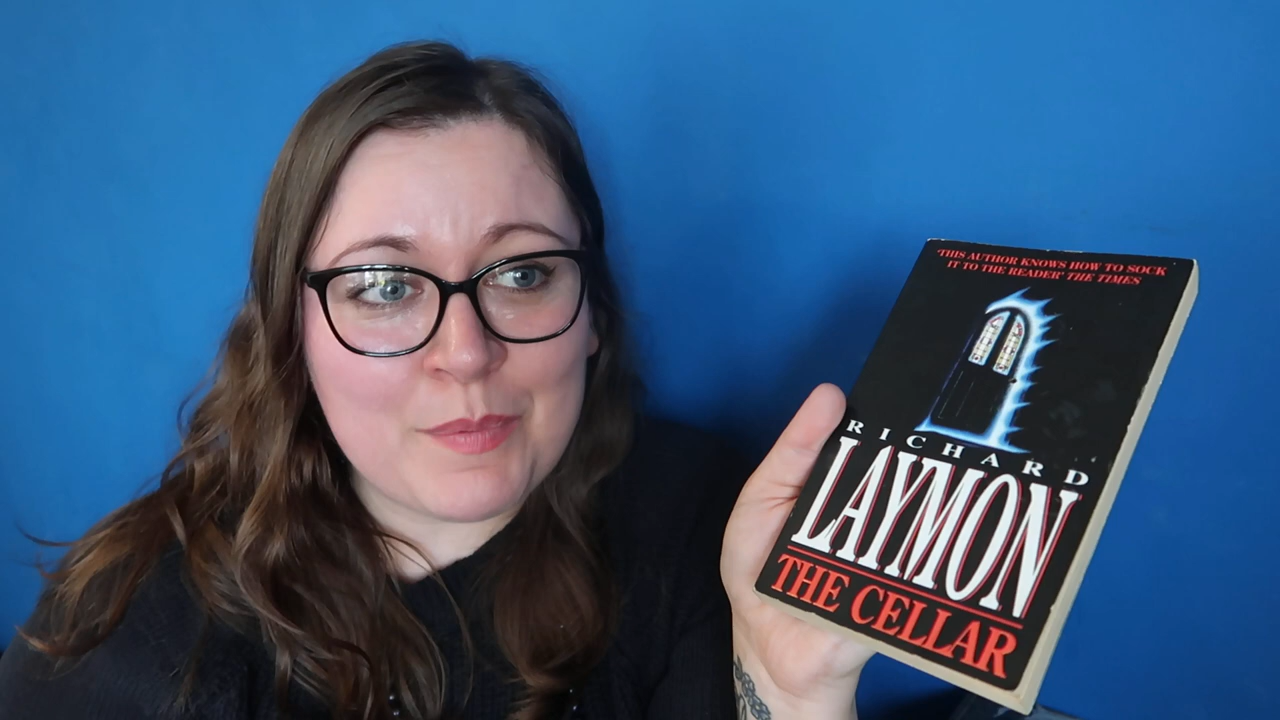 'THIS AUTHOR KNOWS HOW TO SOCK
IT TO THE READER' THE TIMES
RICHARD
LAYMON
THE CELLAR